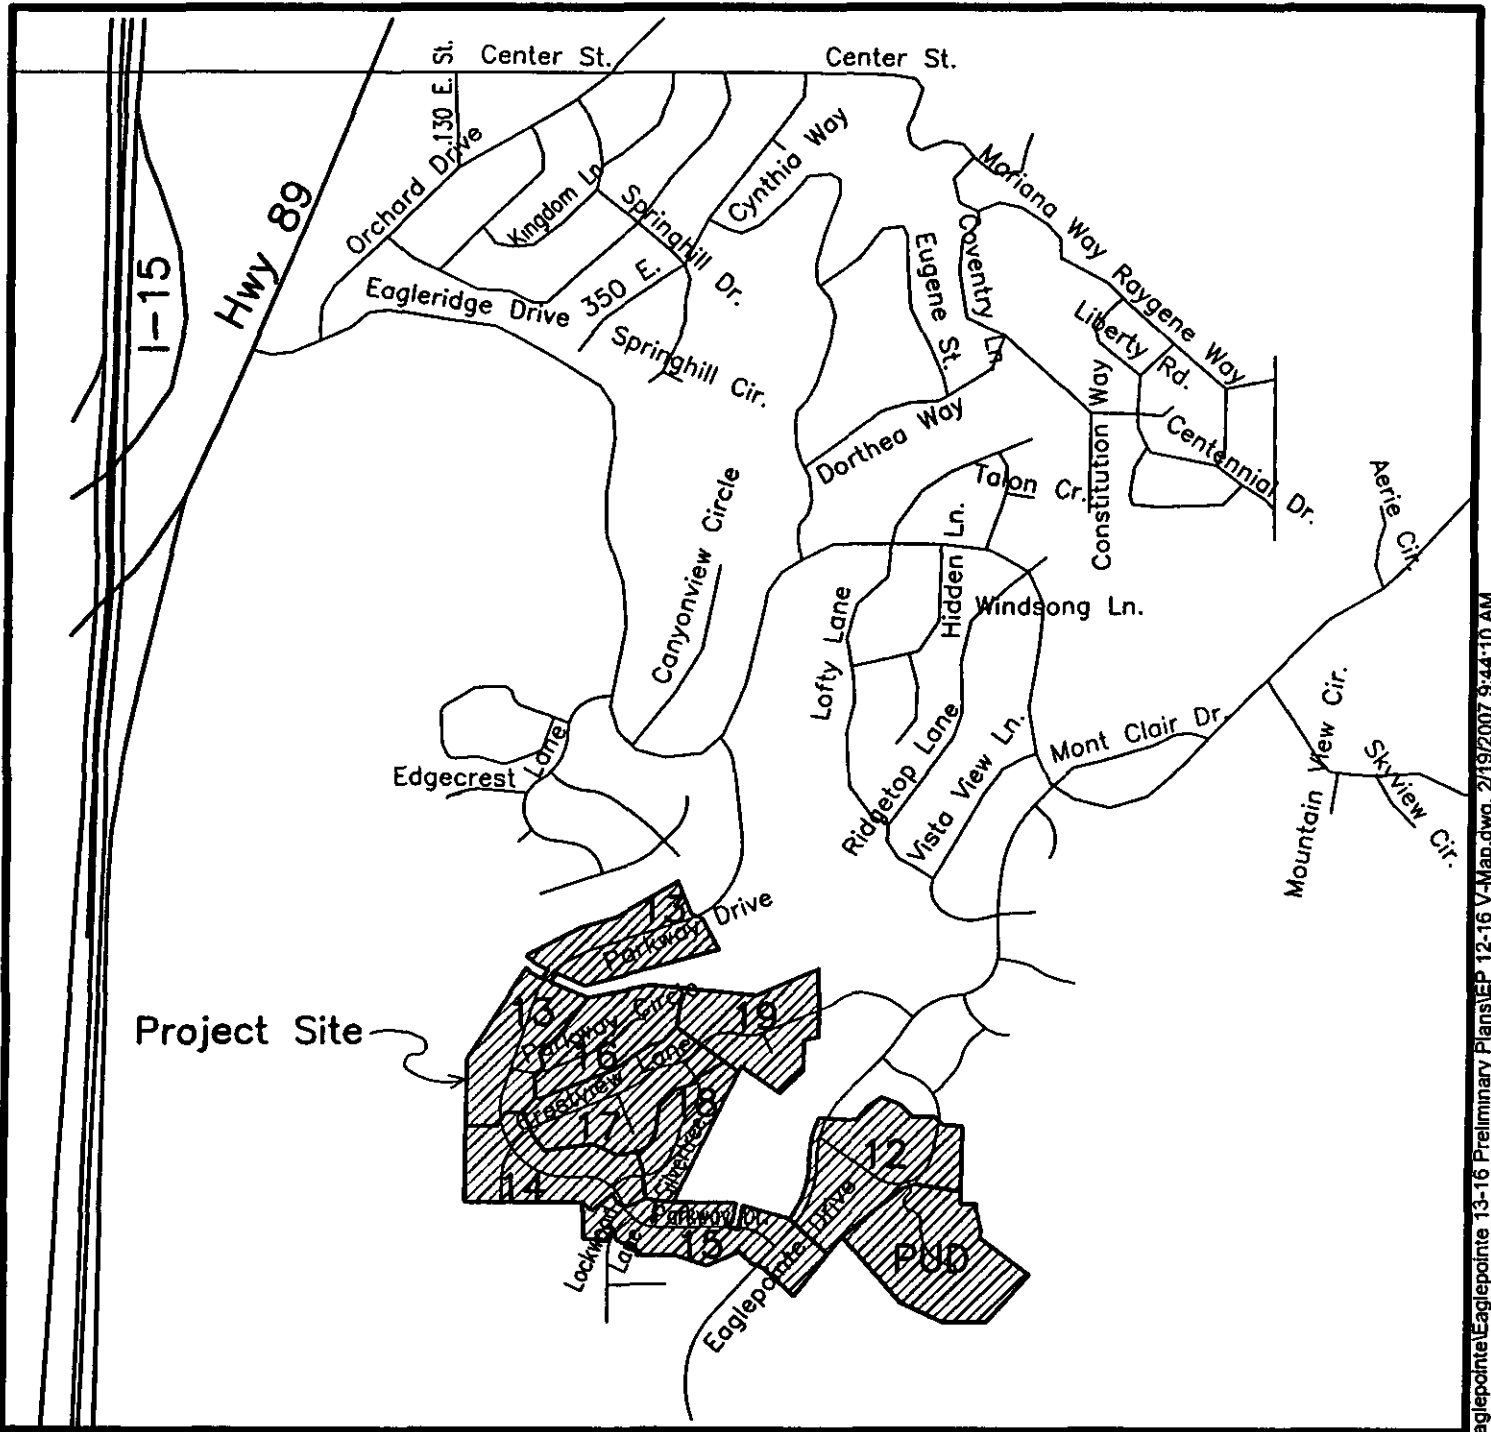 Center St.
Center St.
130 E. St.
Orchard Drive
Hwy 89
I-15
Kingdom Ln
Springhill Dr.
Cynthia Way
Mariana Way
Raygene Way
Eagleridge Drive
350 E.
Springhill Cir.
Eugene St.
Coventry Ln
Liberty Rd.
Constitution Way
Centennial Dr.
Dorthea Way
Talon Cr.
Aerie Cir.
Canyonview Circle
Lofty Lane
Hidden Ln.
Windsong Ln.
Ridgetop Lane
Vista View Ln.
Mont Clair Dr.
Mountain View Cir.
Skyview Cir.
Edgecrest Lane
13
Parkway Drive
Project Site
13
Parkway Circle
19
16
Crestview Lane
18
17
Silvertree
14
12
Parkway Dr.
15
Lockwood Lane
Eaglepointe Drive
PUD
aglepointe\Eaglepointe 13-16 Preliminary Plans\EP 12-16 V-Map.dwg, 2/19/2007 9:44:10 AM